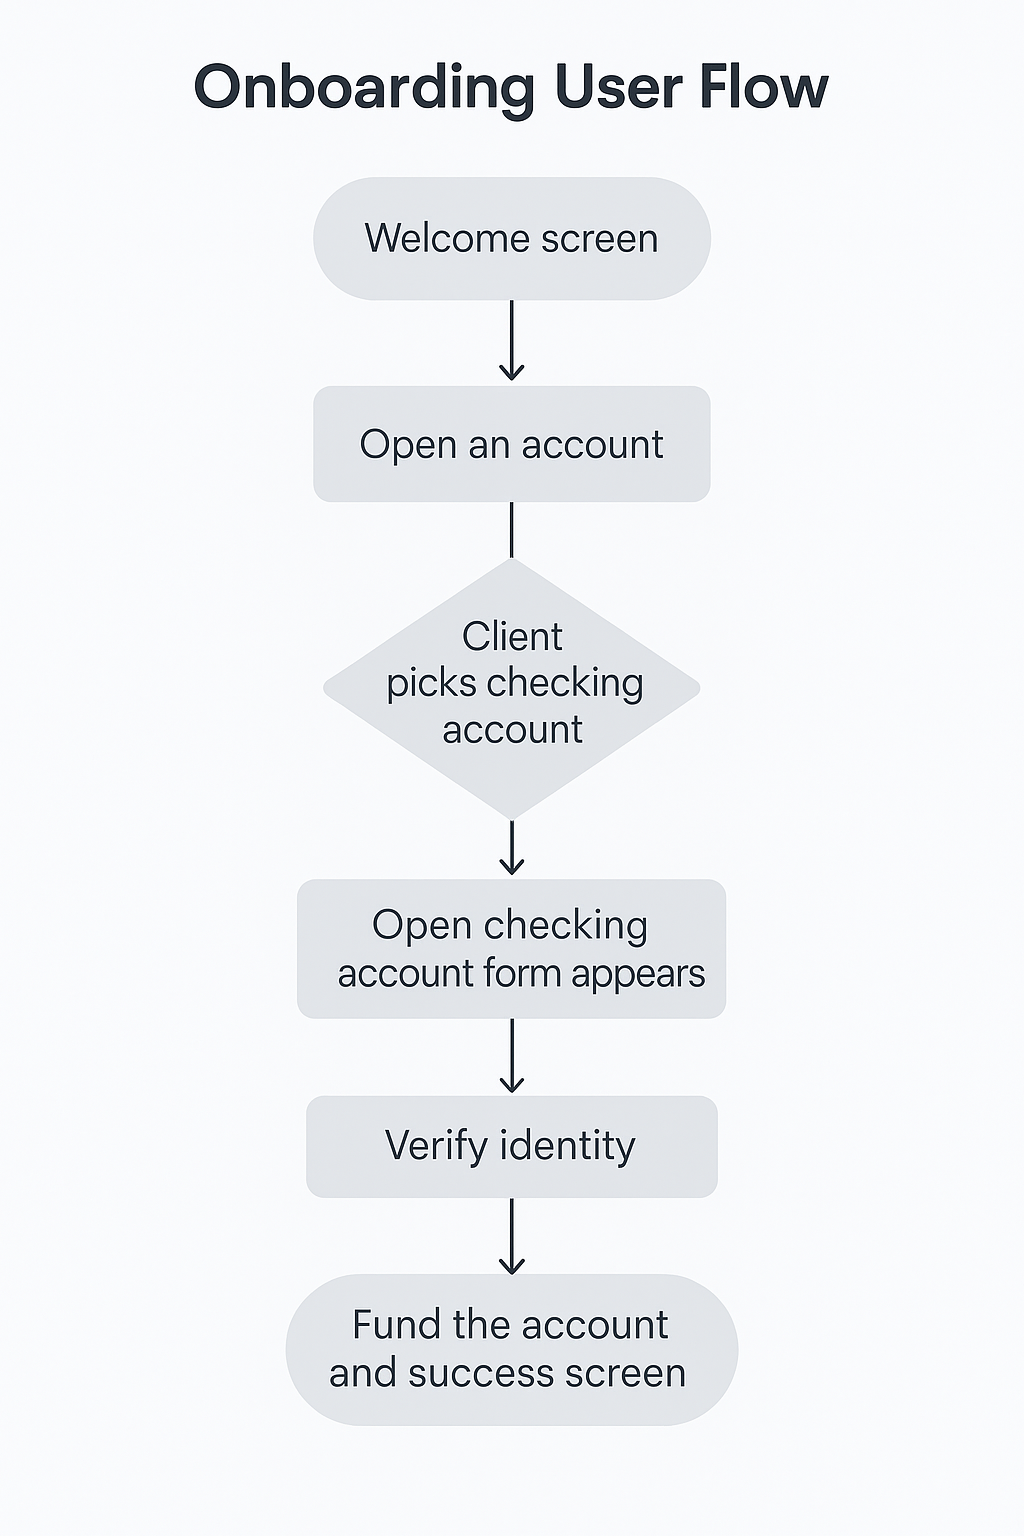 Onboarding User Flow
Welcome screen
Open an account
Client
picks checking
account
Open checking
account form appears
Verify identity
Fund the account
and success screen